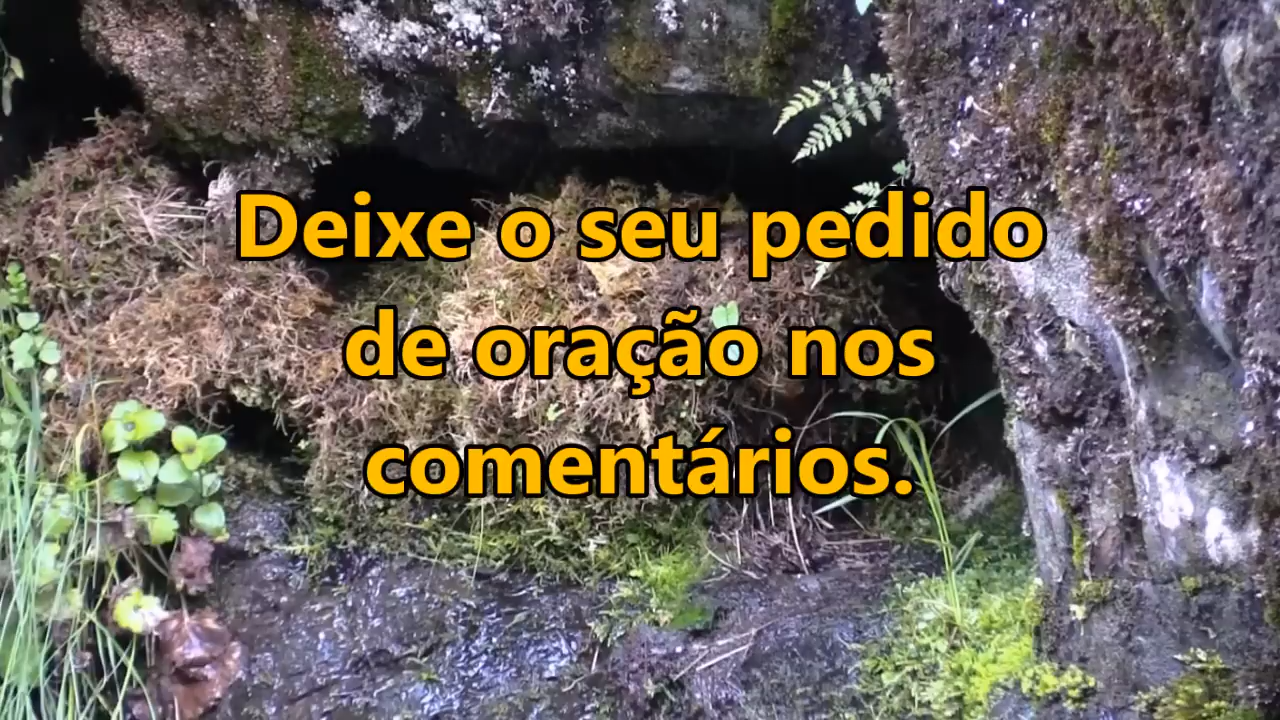 Deixe o seu pedido
de oração nos
comentários.